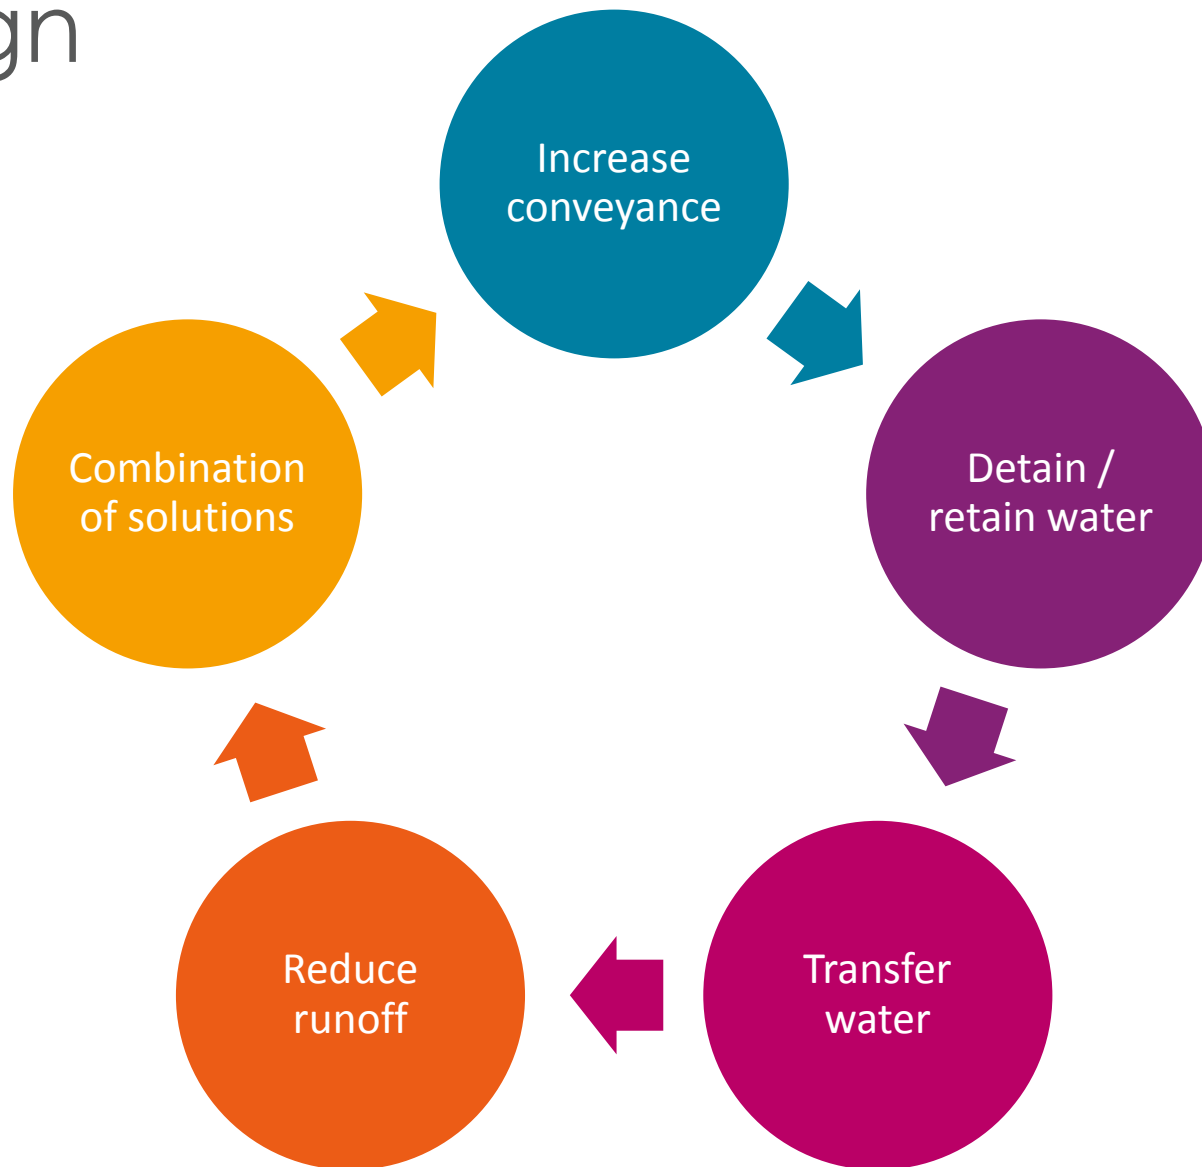 gn
Increase
conveyance
Detain /
retain water
Transfer
water
Reduce
runoff
Combination
of solutions